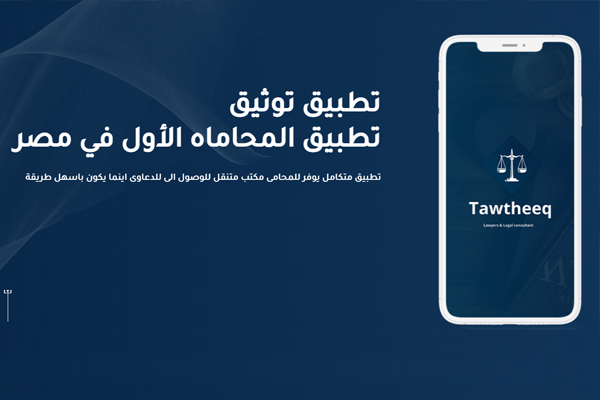 تطبيق توثيق
تطبيق المحاماه الأول في مصر
تطبيق متكامل يوفر للمحامى مكتب متنقل للوصول الى للدعاوى اينما يكون باسهل طريقة
Tawtheeq
Lawyers & Legal consultant